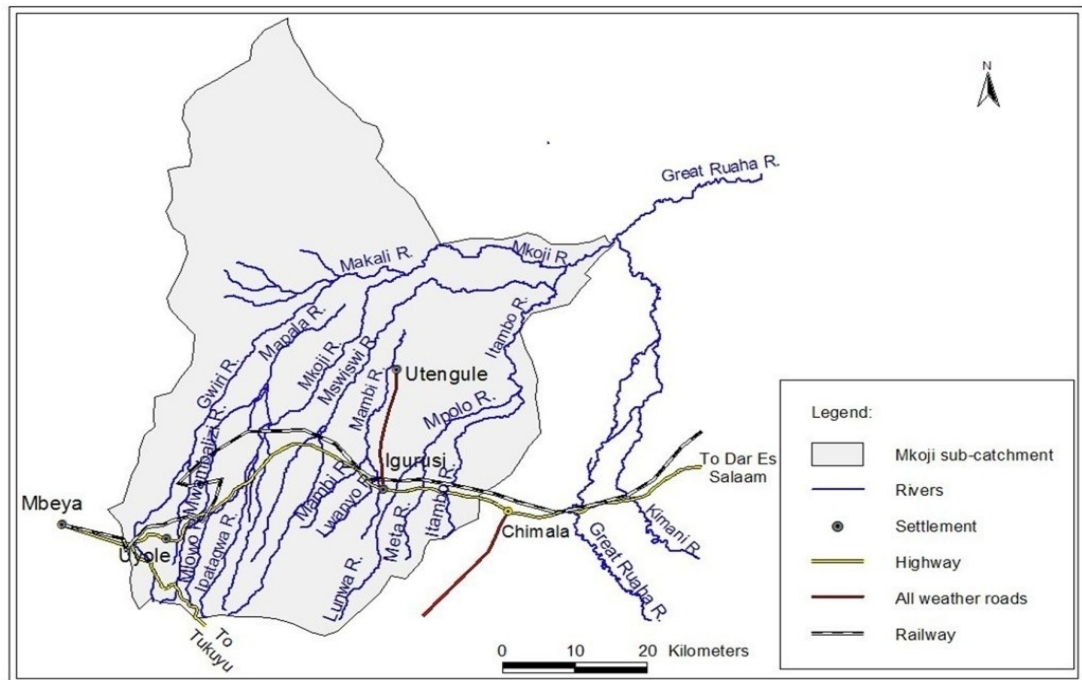 N
Great Ruaha R.
Mkoji R.
Makali R.
Itambo R.
Mapala R.
Gwiri R.
Mkoji R.
Mswiswi R.
Mambi R.
Utengule
Mpolo R.
Mwambalizi R.
Igurusi
To Dar Es
Salaam
Mbeya
Mambi R.
Lwanyo R.
Itambo R.
Chimala
Kimani R.
Uyole
Mlowo R.
Ipatagwa R.
Meta R.
Great Ruaha R.
Lunwa R.
To
Tukuyu
0 10 20 Kilometers
Legend:
Mkoji sub-catchment
Rivers
Settlement
Highway
All weather roads
Railway